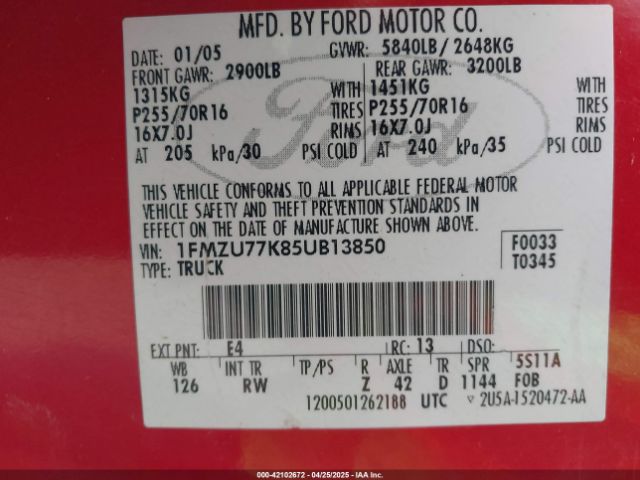 MFD. BY FORD MOTOR CO.
DATE: 01/05 GVWR: 5840LB / 2648KG
FRONT GAWR: 2900LB REAR GAWR: 3200LB
1315KG WITH 1451KG WITH
P255/70R16 TIRES P255/70R16 TIRES
16X7.0J RIMS 16X7.0J RIMS
AT 205 kPa/30 PSI COLD AT 240 kPa/35 PSI COLD
Ford
THIS VEHICLE CONFORMS TO ALL APPLICABLE FEDERAL MOTOR
VEHICLE SAFETY AND THEFT PREVENTION STANDARDS IN
EFFECT ON THE DATE OF MANUFACTURE SHOWN ABOVE.
VIN: 1FMZU77K85UB13850 F0033
TYPE: TRUCK T0345
EXT PNT: E4 RC: 13 DSO:
WB INT TR TP/PS R AXLE TR SPR 5S11A
126 RW Z 42 D 1144 FOB
1200501262188 UTC 2U5A-1520472-AA
000-42102672 - 04/25/2025 - IAA INC.